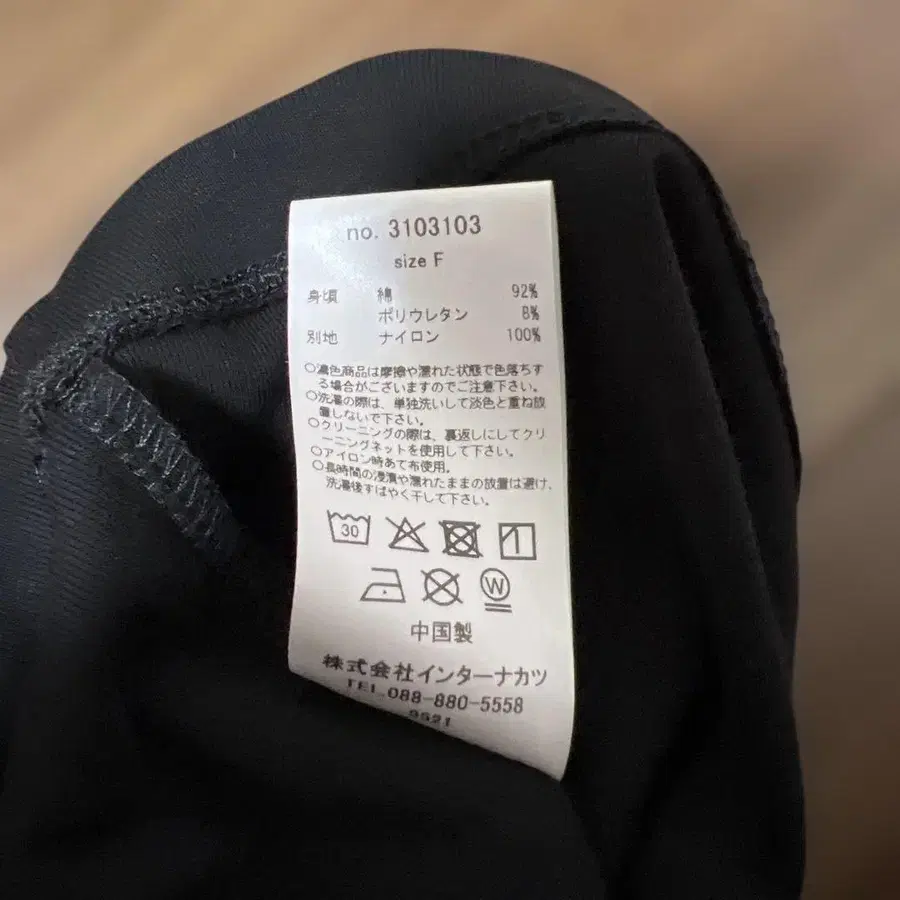 no. 3103103
size F
身頃 綿 92%
ポリウレタン 8%
別地 ナイロン 100%
○濃色商品は摩擦や濡れた状態で色落ちす
る場合がございますのでご注意下さい。
○洗濯の際は、単独洗いして淡色と重ね放
置しないで下さい。
○クリーニングの際は、裏返しにしてクリ
ーニングネットを使用して下さい。
○アイロン時あて布使用。
○長時間の浸漬や濡れたままの放置は避け、
洗濯後すばやく干して下さい。
30
W
中国製
株式会社インターナカツ
TEL.088-880-5558
9521